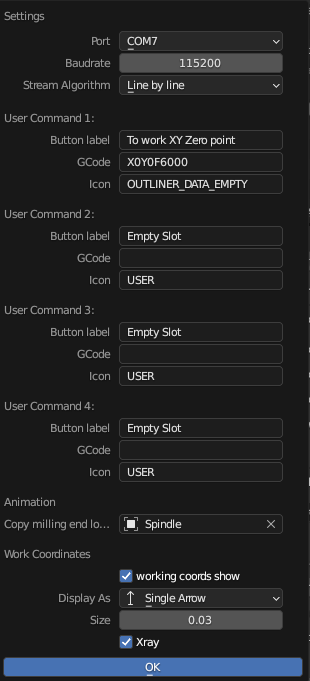 Settings
Port COM7
Baudrate 115200
Stream Algorithm Line by line
User Command 1:
Button label To work XY Zero point
GCode X0Y0F6000
Icon OUTLINER_DATA_EMPTY
User Command 2:
Button label Empty Slot
GCode
Icon USER
User Command 3:
Button label Empty Slot
GCode
Icon USER
User Command 4:
Button label Empty Slot
GCode
Icon USER
Animation
Copy milling end lo... Spindle
Work Coordinates
working coords show
Display As Single Arrow
Size 0.03
Xray
OK